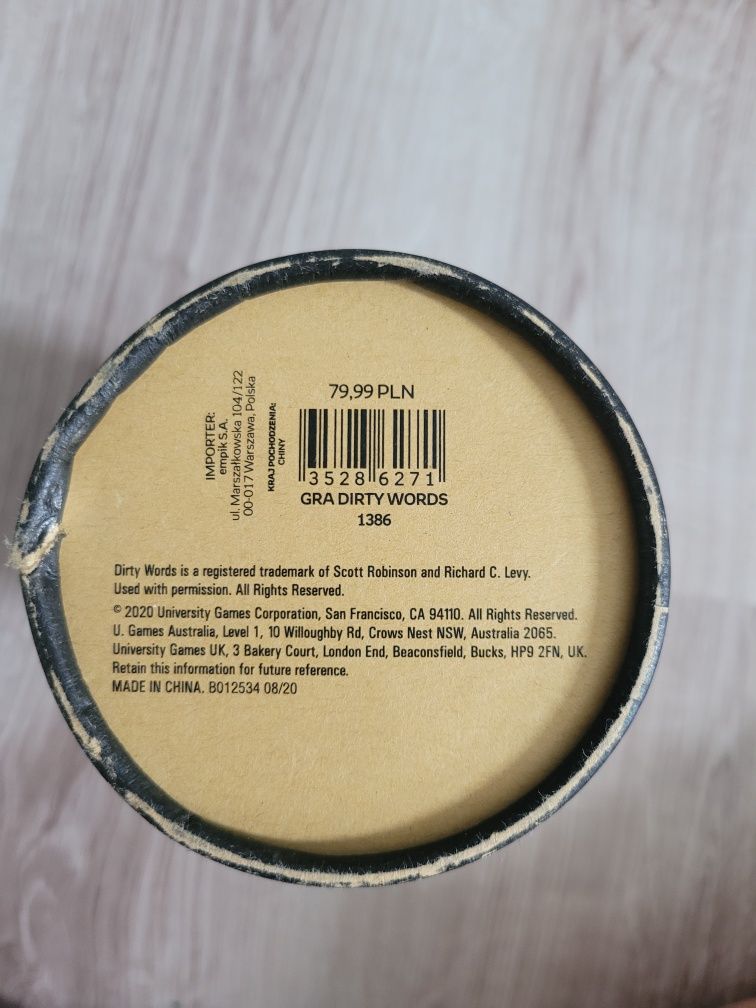 IMPORTER:
empik S.A.
ul. Marszałkowska 104/122
00-017 Warszawa, Polska
KRAJ POCHODZENIA:
CHINY
79,99 PLN
35286271
GRA DIRTY WORDS
1386
Dirty Words is a registered trademark of Scott Robinson and Richard C. Levy.
Used with permission. All Rights Reserved.
© 2020 University Games Corporation, San Francisco, CA 94110. All Rights Reserved.
U. Games Australia, Level 1, 10 Willoughby Rd, Crows Nest NSW, Australia 2065.
University Games UK, 3 Bakery Court, London End, Beaconsfield, Bucks, HP9 2FN, UK.
Retain this information for future reference.
MADE IN CHINA. B012534 08/20